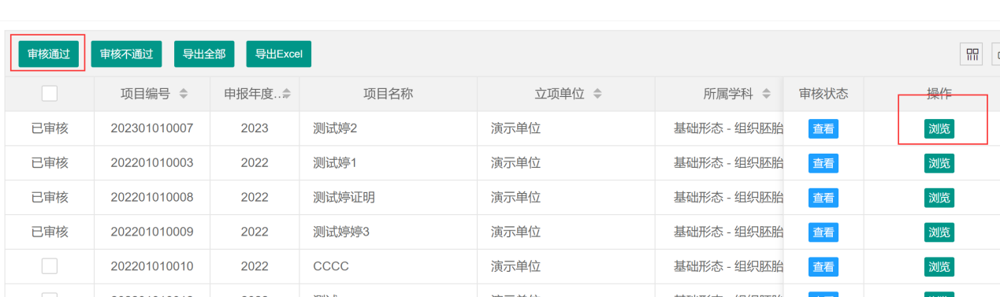 审核通过 审核不通过 导出全部 导出Excel
项目编号 申报年度... 项目名称 立项单位 所属学科 审核状态 操作
已审核 202301010007 2023 测试婷2 演示单位 基础形态 - 组织胚胎 查看 浏览
已审核 202201010003 2022 测试婷1 演示单位 基础形态 - 组织胚胎 查看 浏览
已审核 202201010008 2022 测试婷证明 演示单位 基础形态 - 组织胚胎 查看 浏览
已审核 202201010009 2022 测试婷婷3 演示单位 基础形态 - 组织胚胎 查看 浏览
202201010010 2022 CCCC 演示单位 基础形态 - 组织胚胎 查看 浏览